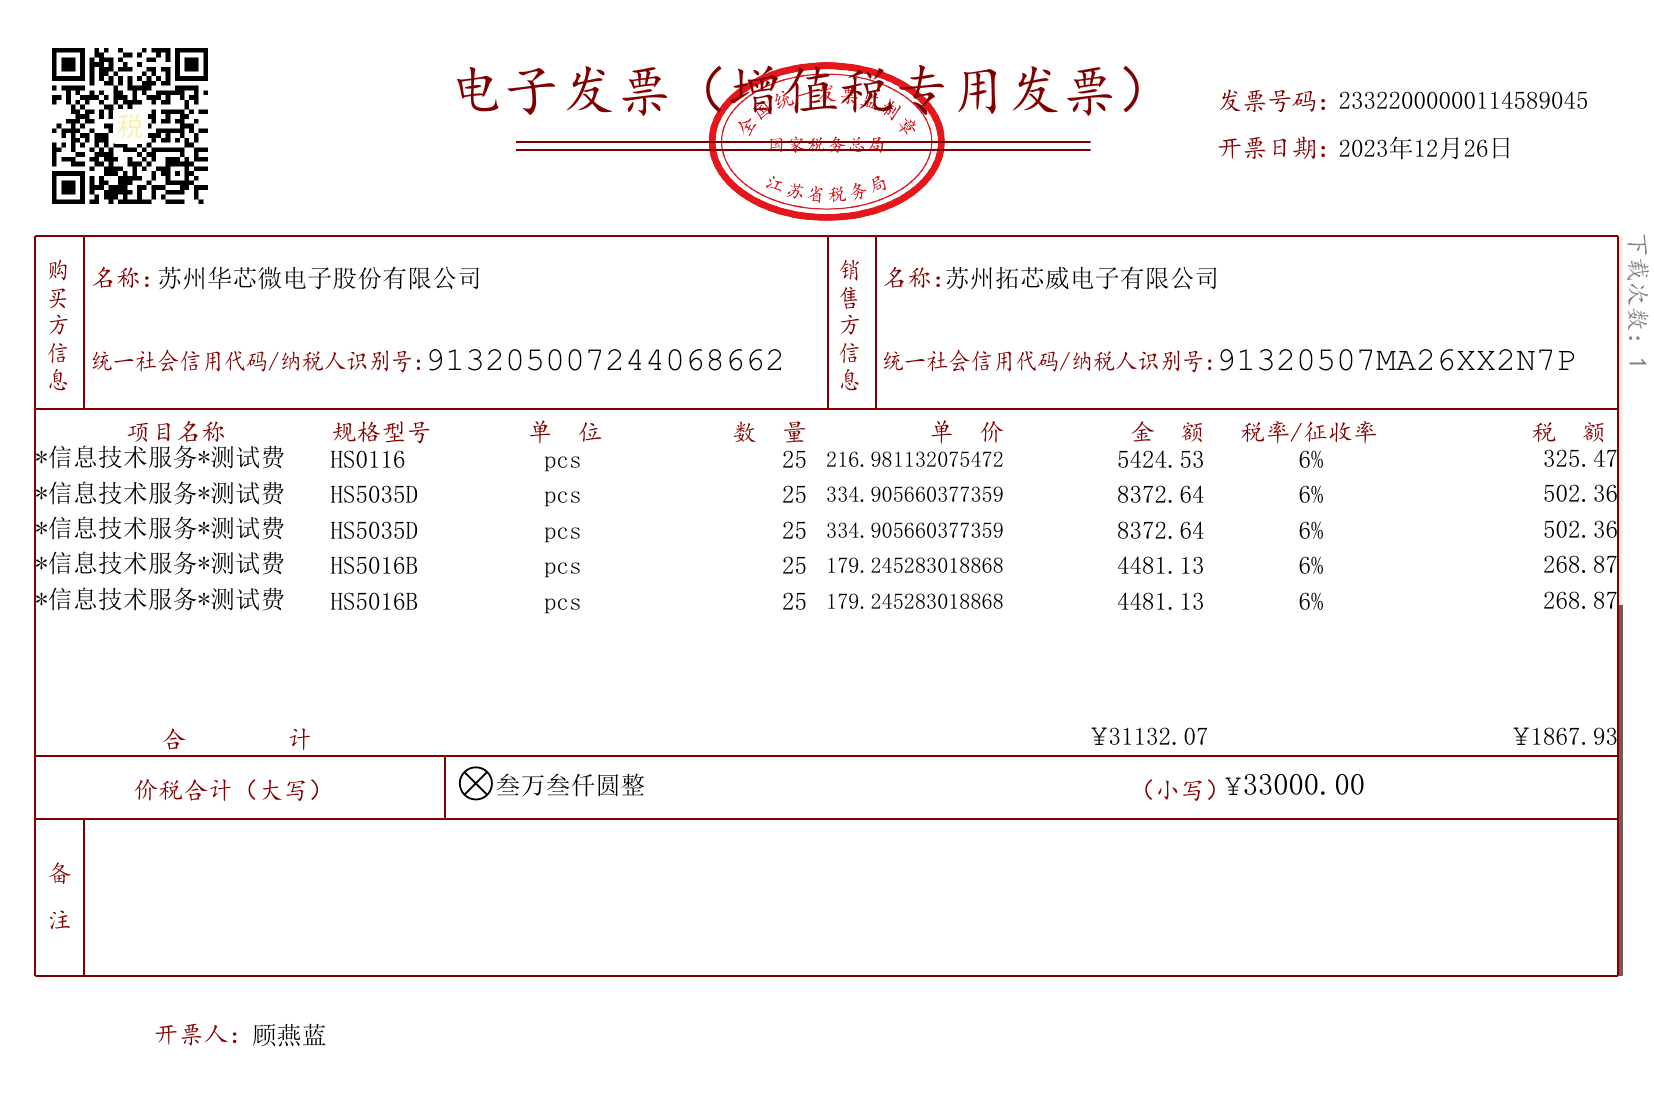 电子发票（增值税专用发票）
全国统一发票监制章
国家税务总局
江苏省税务局
税
发票号码：23322000000114589045
开票日期：2023年12月26日
下载次数：1
购买方信息
名称：苏州华芯微电子股份有限公司
统一社会信用代码/纳税人识别号：913205007244068662
销售方信息
名称：苏州拓芯威电子有限公司
统一社会信用代码/纳税人识别号：91320507MA26XX2N7P
项目名称 规格型号 单 位 数 量 单 价 金 额 税率/征收率 税 额
*信息技术服务*测试费 HS0116 pcs 25 216.981132075472 5424.53 6% 325.47
*信息技术服务*测试费 HS5035D pcs 25 334.905660377359 8372.64 6% 502.36
*信息技术服务*测试费 HS5035D pcs 25 334.905660377359 8372.64 6% 502.36
*信息技术服务*测试费 HS5016B pcs 25 179.245283018868 4481.13 6% 268.87
*信息技术服务*测试费 HS5016B pcs 25 179.245283018868 4481.13 6% 268.87
合 计 ¥31132.07 ¥1867.93
价税合计（大写） 叁万叁仟圆整 （小写）¥33000.00
备注
开票人：顾燕蓝